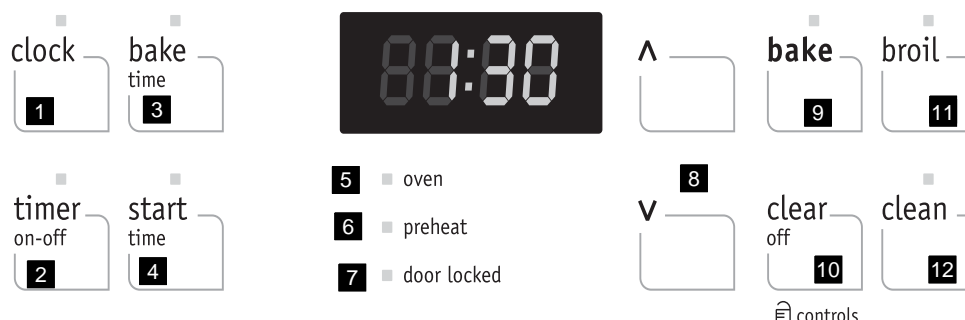 clock
1
bake
time
3
1:30
∧
bake
9
broil
11
timer
on-off
2
start
time
4
5 oven
6 preheat
7 door locked
8
∨
clear
off
10
clean
12
controls